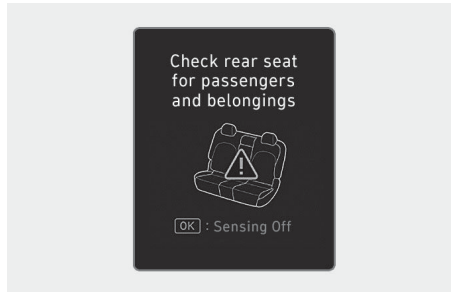 Check rear seat
for passengers
and belongings
OK : Sensing Off